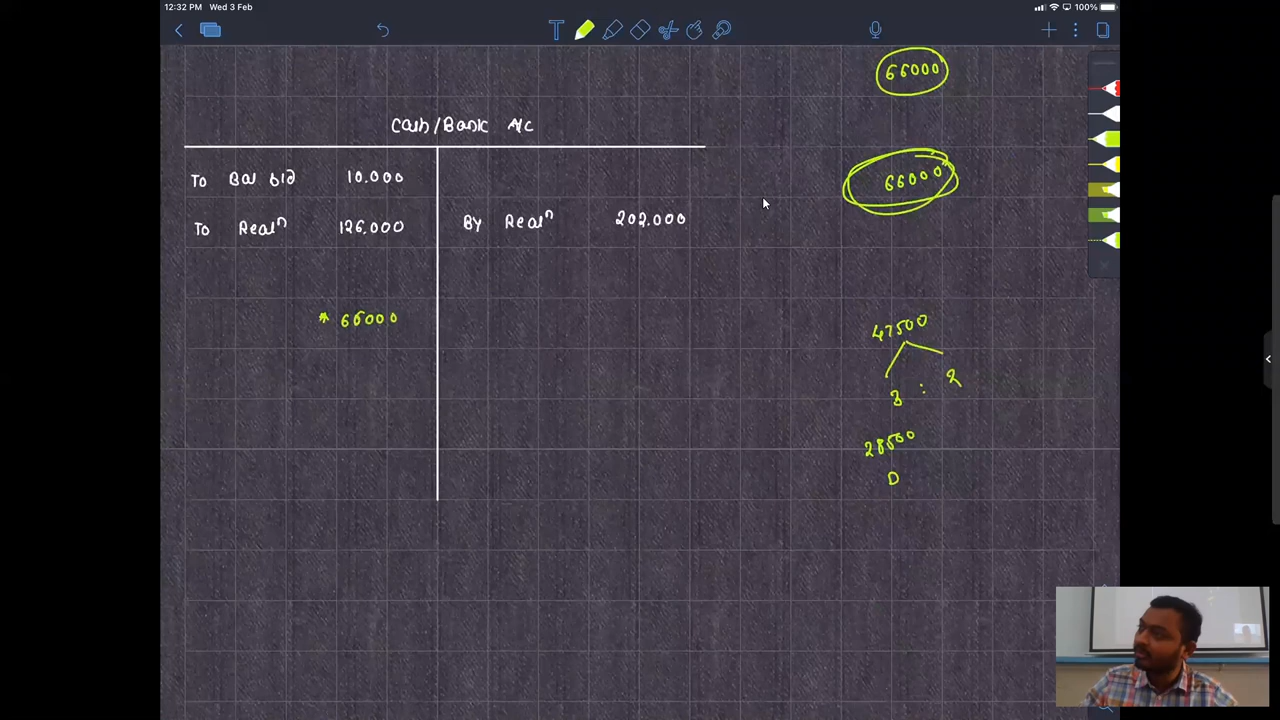 12:32 PM Wed 3 Feb
100%
T
66000
Cash/Bank A/c
66000
To Bal b/d 10.000
To Realⁿ 126.000 By Realⁿ 202.000
* 66000
47500
3 : 2
28500
D